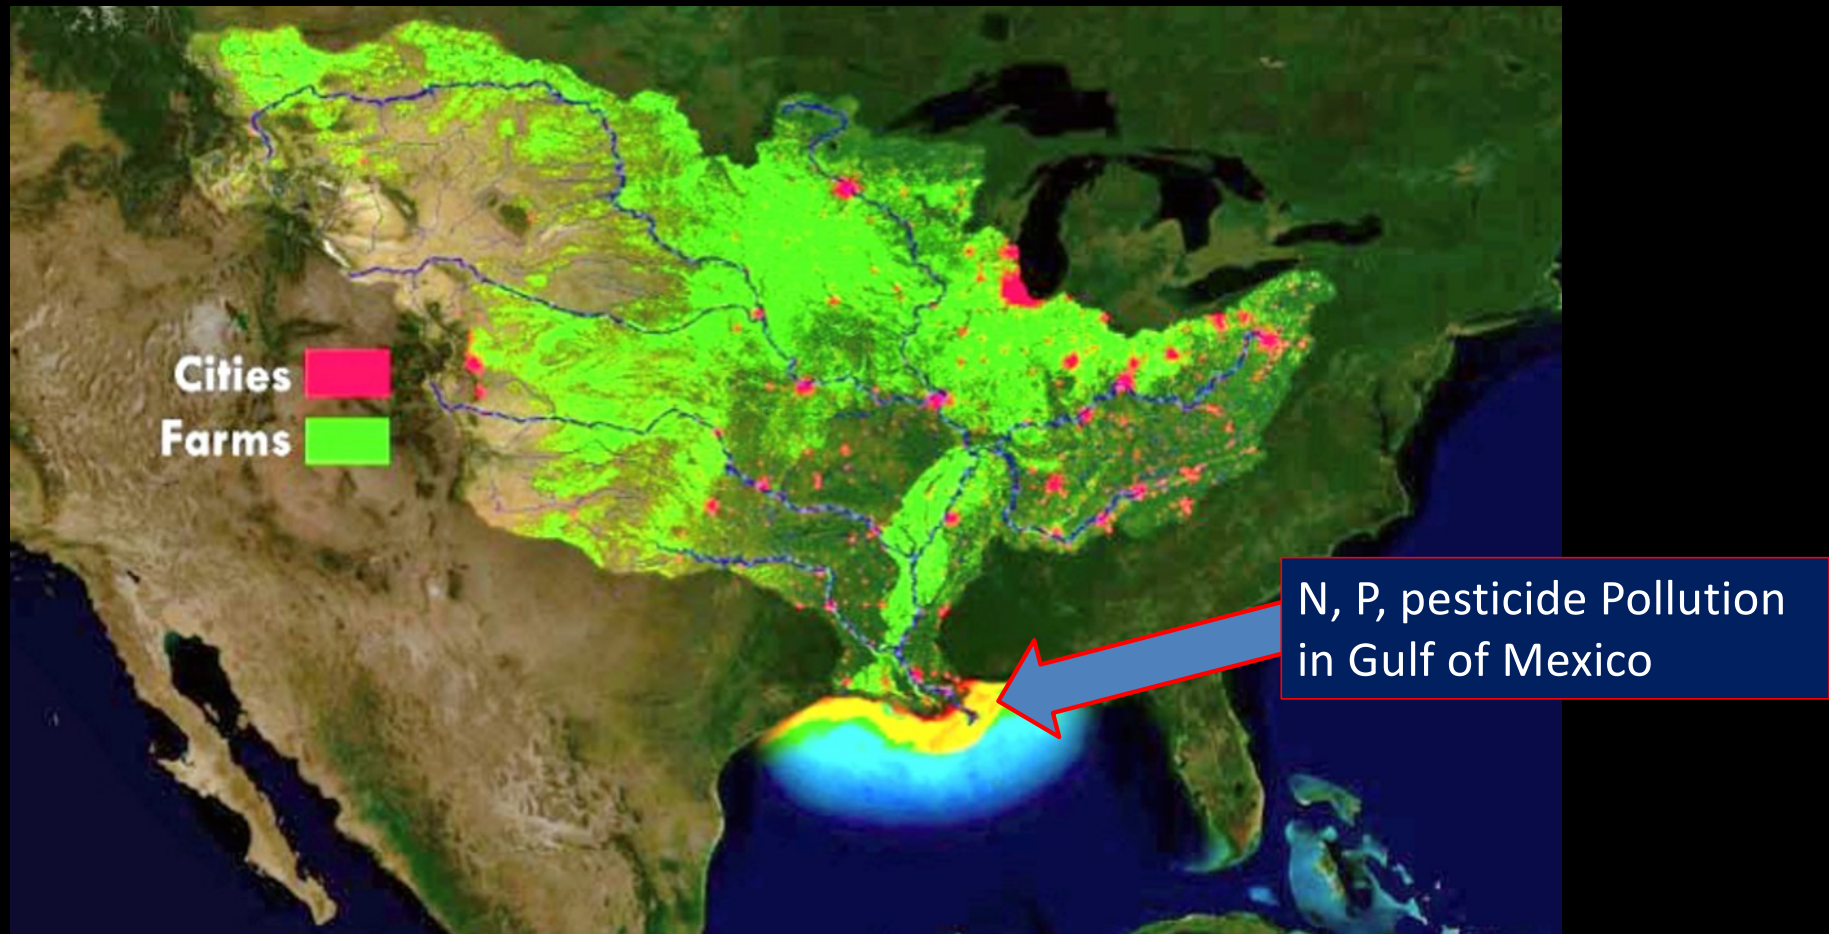 Cities
Farms
N, P, pesticide Pollution
in Gulf of Mexico